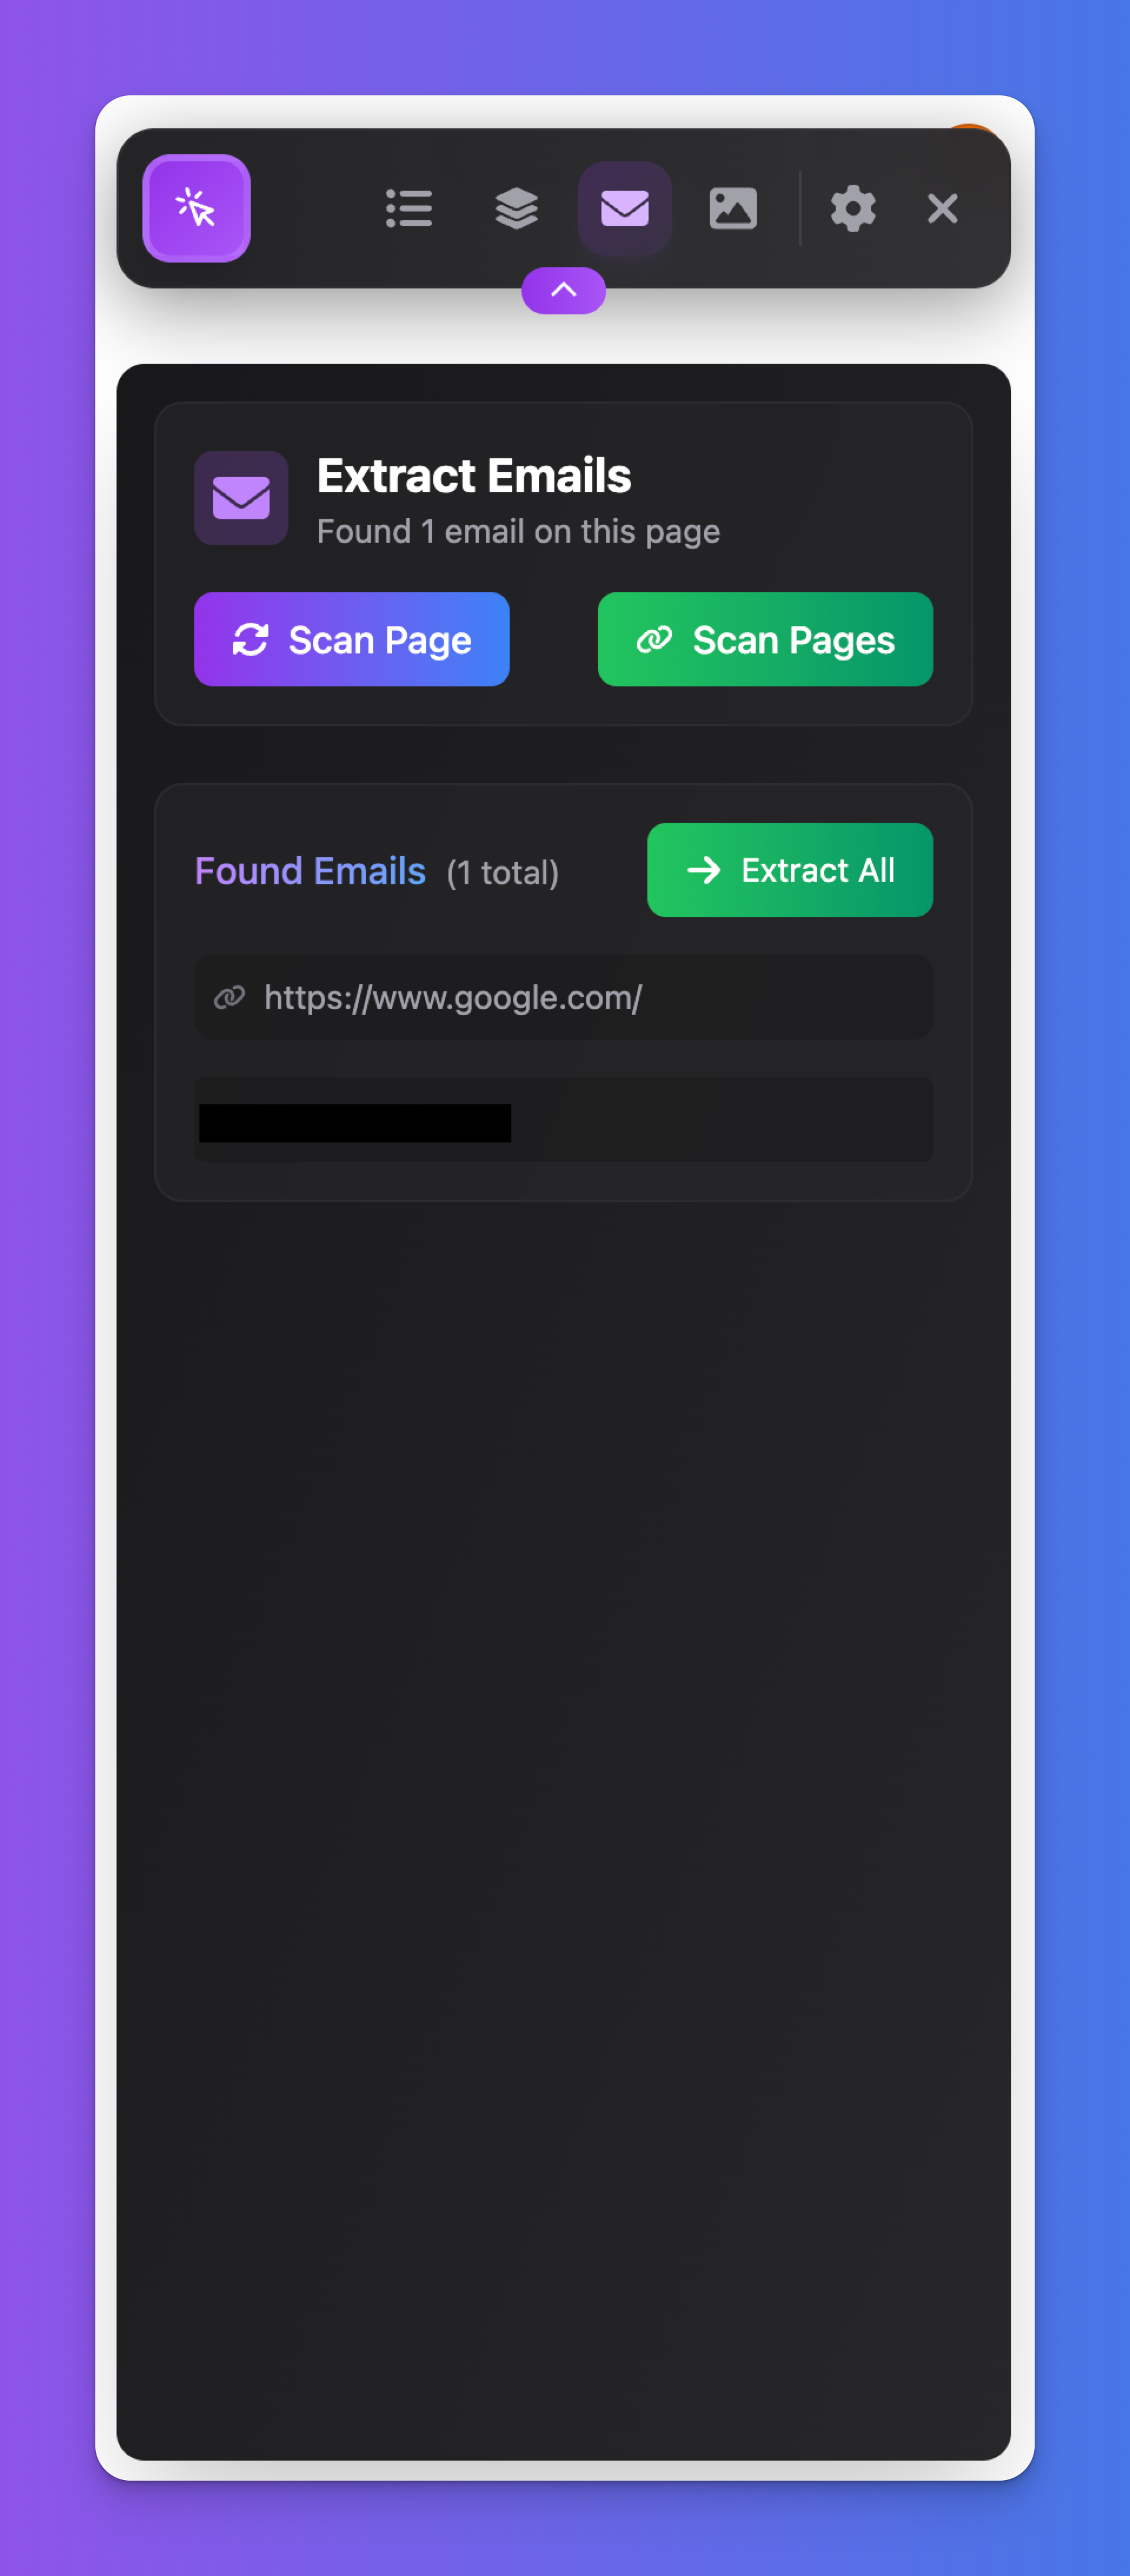 Extract Emails
Found 1 email on this page
Scan Page
Scan Pages
Found Emails (1 total)
Extract All
https://www.google.com/